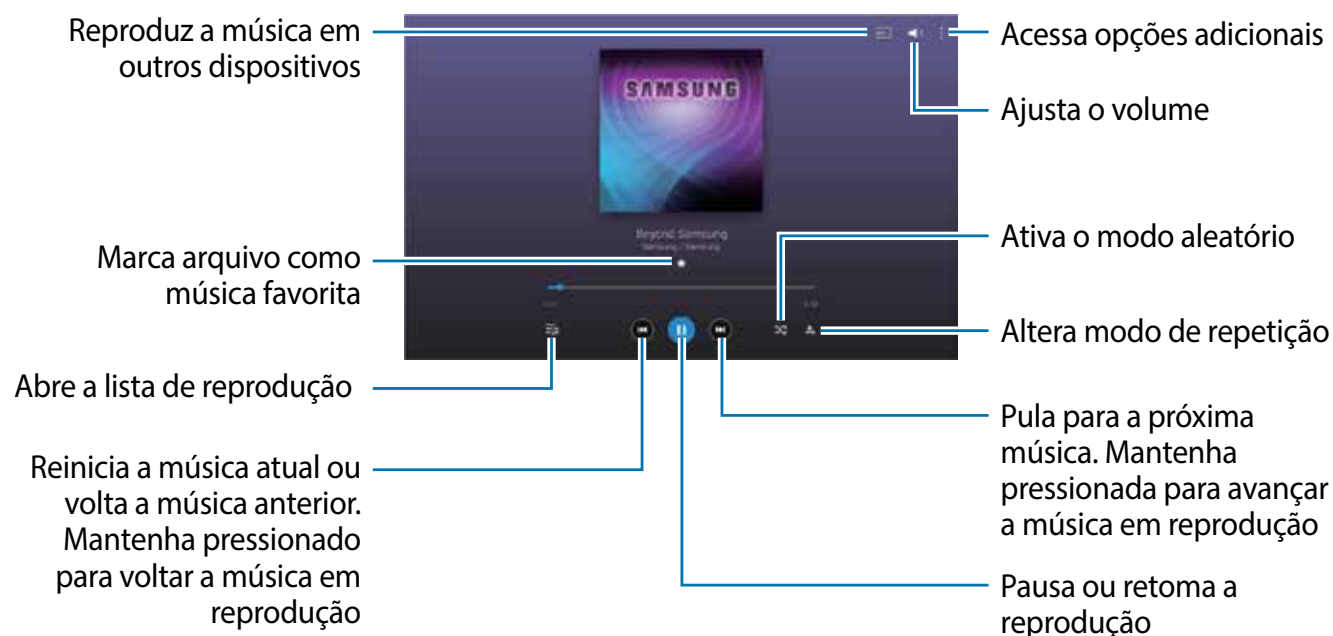 Reproduz a música em
outros dispositivos
Acessa opções adicionais
Ajusta o volume
SAMSUNG
Beyond Samsung
Samsung / Samsung
Marca arquivo como
música favorita
Ativa o modo aleatório
Altera modo de repetição
Abre a lista de reprodução
Reinicia a música atual ou
volta a música anterior.
Mantenha pressionado
para voltar a música em
reprodução
Pula para a próxima
música. Mantenha
pressionada para avançar
a música em reprodução
Pausa ou retoma a
reprodução